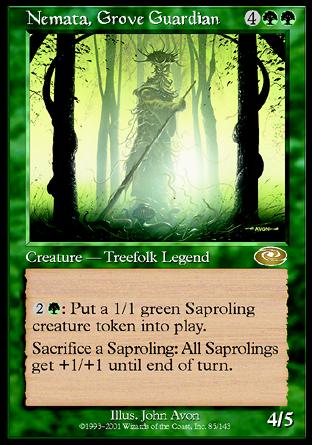 Nemata, Grove Guardian 4
AVON
Creature — Treefolk Legend
2 : Put a 1/1 green Saproling
creature token into play.
Sacrifice a Saproling: All Saprolings
get +1/+1 until end of turn.
Illus. John Avon
©1993–2001 Wizards of the Coast, Inc. 85/143
4/5